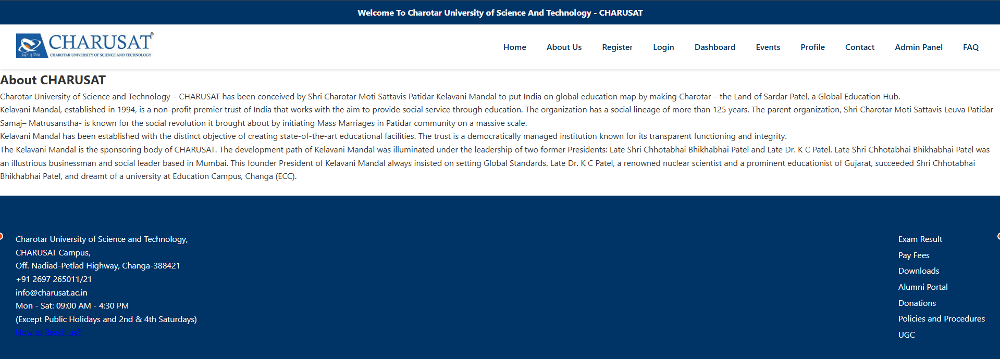 Welcome To Charotar University of Science And Technology - CHARUSAT
CHARUSAT®
CHAROTAR UNIVERSITY OF SCIENCE AND TECHNOLOGY
अमृतं तु विद्या
Home
About Us
Register
Login
Dashboard
Events
Profile
Contact
Admin Panel
FAQ
About CHARUSAT
Charotar University of Science and Technology – CHARUSAT has been conceived by Shri Charotar Moti Sattavis Patidar Kelavani Mandal to put India on global education map by making Charotar – the Land of Sardar Patel, a Global Education Hub.
Kelavani Mandal, established in 1994, is a non-profit premier trust of India that works with the aim to provide social service through education. The organization has a social lineage of more than 125 years. The parent organization, Shri Charotar Moti Sattavis Leuva Patidar
Samaj– Matrusanstha- is known for the social revolution it brought about by initiating Mass Marriages in Patidar community on a massive scale.
Kelavani Mandal has been established with the distinct objective of creating state-of-the-art educational facilities. The trust is a democratically managed institution known for its transparent functioning and integrity.
The Kelavani Mandal is the sponsoring body of CHARUSAT. The development path of Kelavani Mandal was illuminated under the leadership of two former Presidents: Late Shri Chhotabhai Bhikhabhai Patel and Late Dr. K C Patel. Late Shri Chhotabhai Bhikhabhai Patel was
an illustrious businessman and social leader based in Mumbai. This founder President of Kelavani Mandal always insisted on setting Global Standards. Late Dr. K C Patel, a renowned nuclear scientist and a prominent educationist of Gujarat, succeeded Shri Chhotabhai
Bhikhabhai Patel, and dreamt of a university at Education Campus, Changa (ECC).
Charotar University of Science and Technology,
CHARUSAT Campus,
Off. Nadiad-Petlad Highway, Changa-388421
+91 2697 265011/21
info@charusat.ac.in
Mon - Sat: 09:00 AM - 4:30 PM
(Except Public Holidays and 2nd & 4th Saturdays)
How to Reach us?
Exam Result
Pay Fees
Downloads
Alumni Portal
Donations
Policies and Procedures
UGC